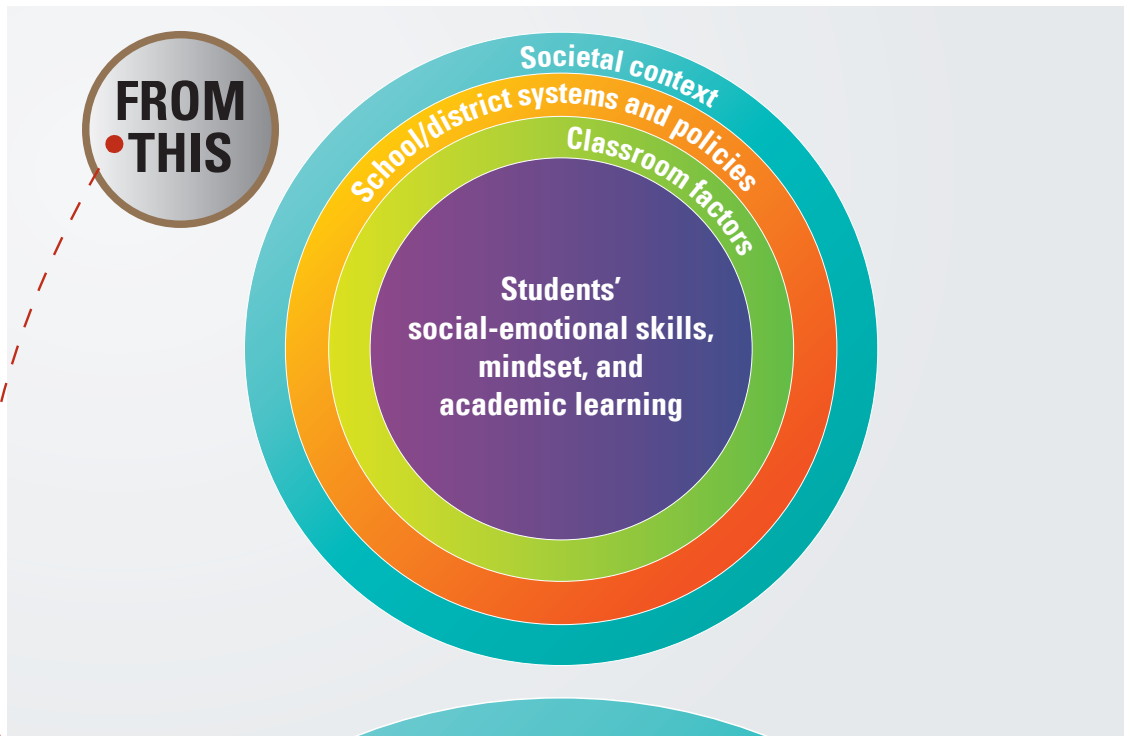 FROM
THIS
Societal context
School/district systems and policies
Classroom factors
Students’
social-emotional skills,
mindset, and
academic learning